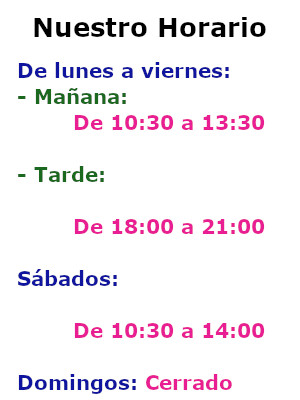 Nuestro Horario
De lunes a viernes:
- Mañana:
De 10:30 a 13:30
- Tarde:
De 18:00 a 21:00
Sábados:
De 10:30 a 14:00
Domingos: Cerrado